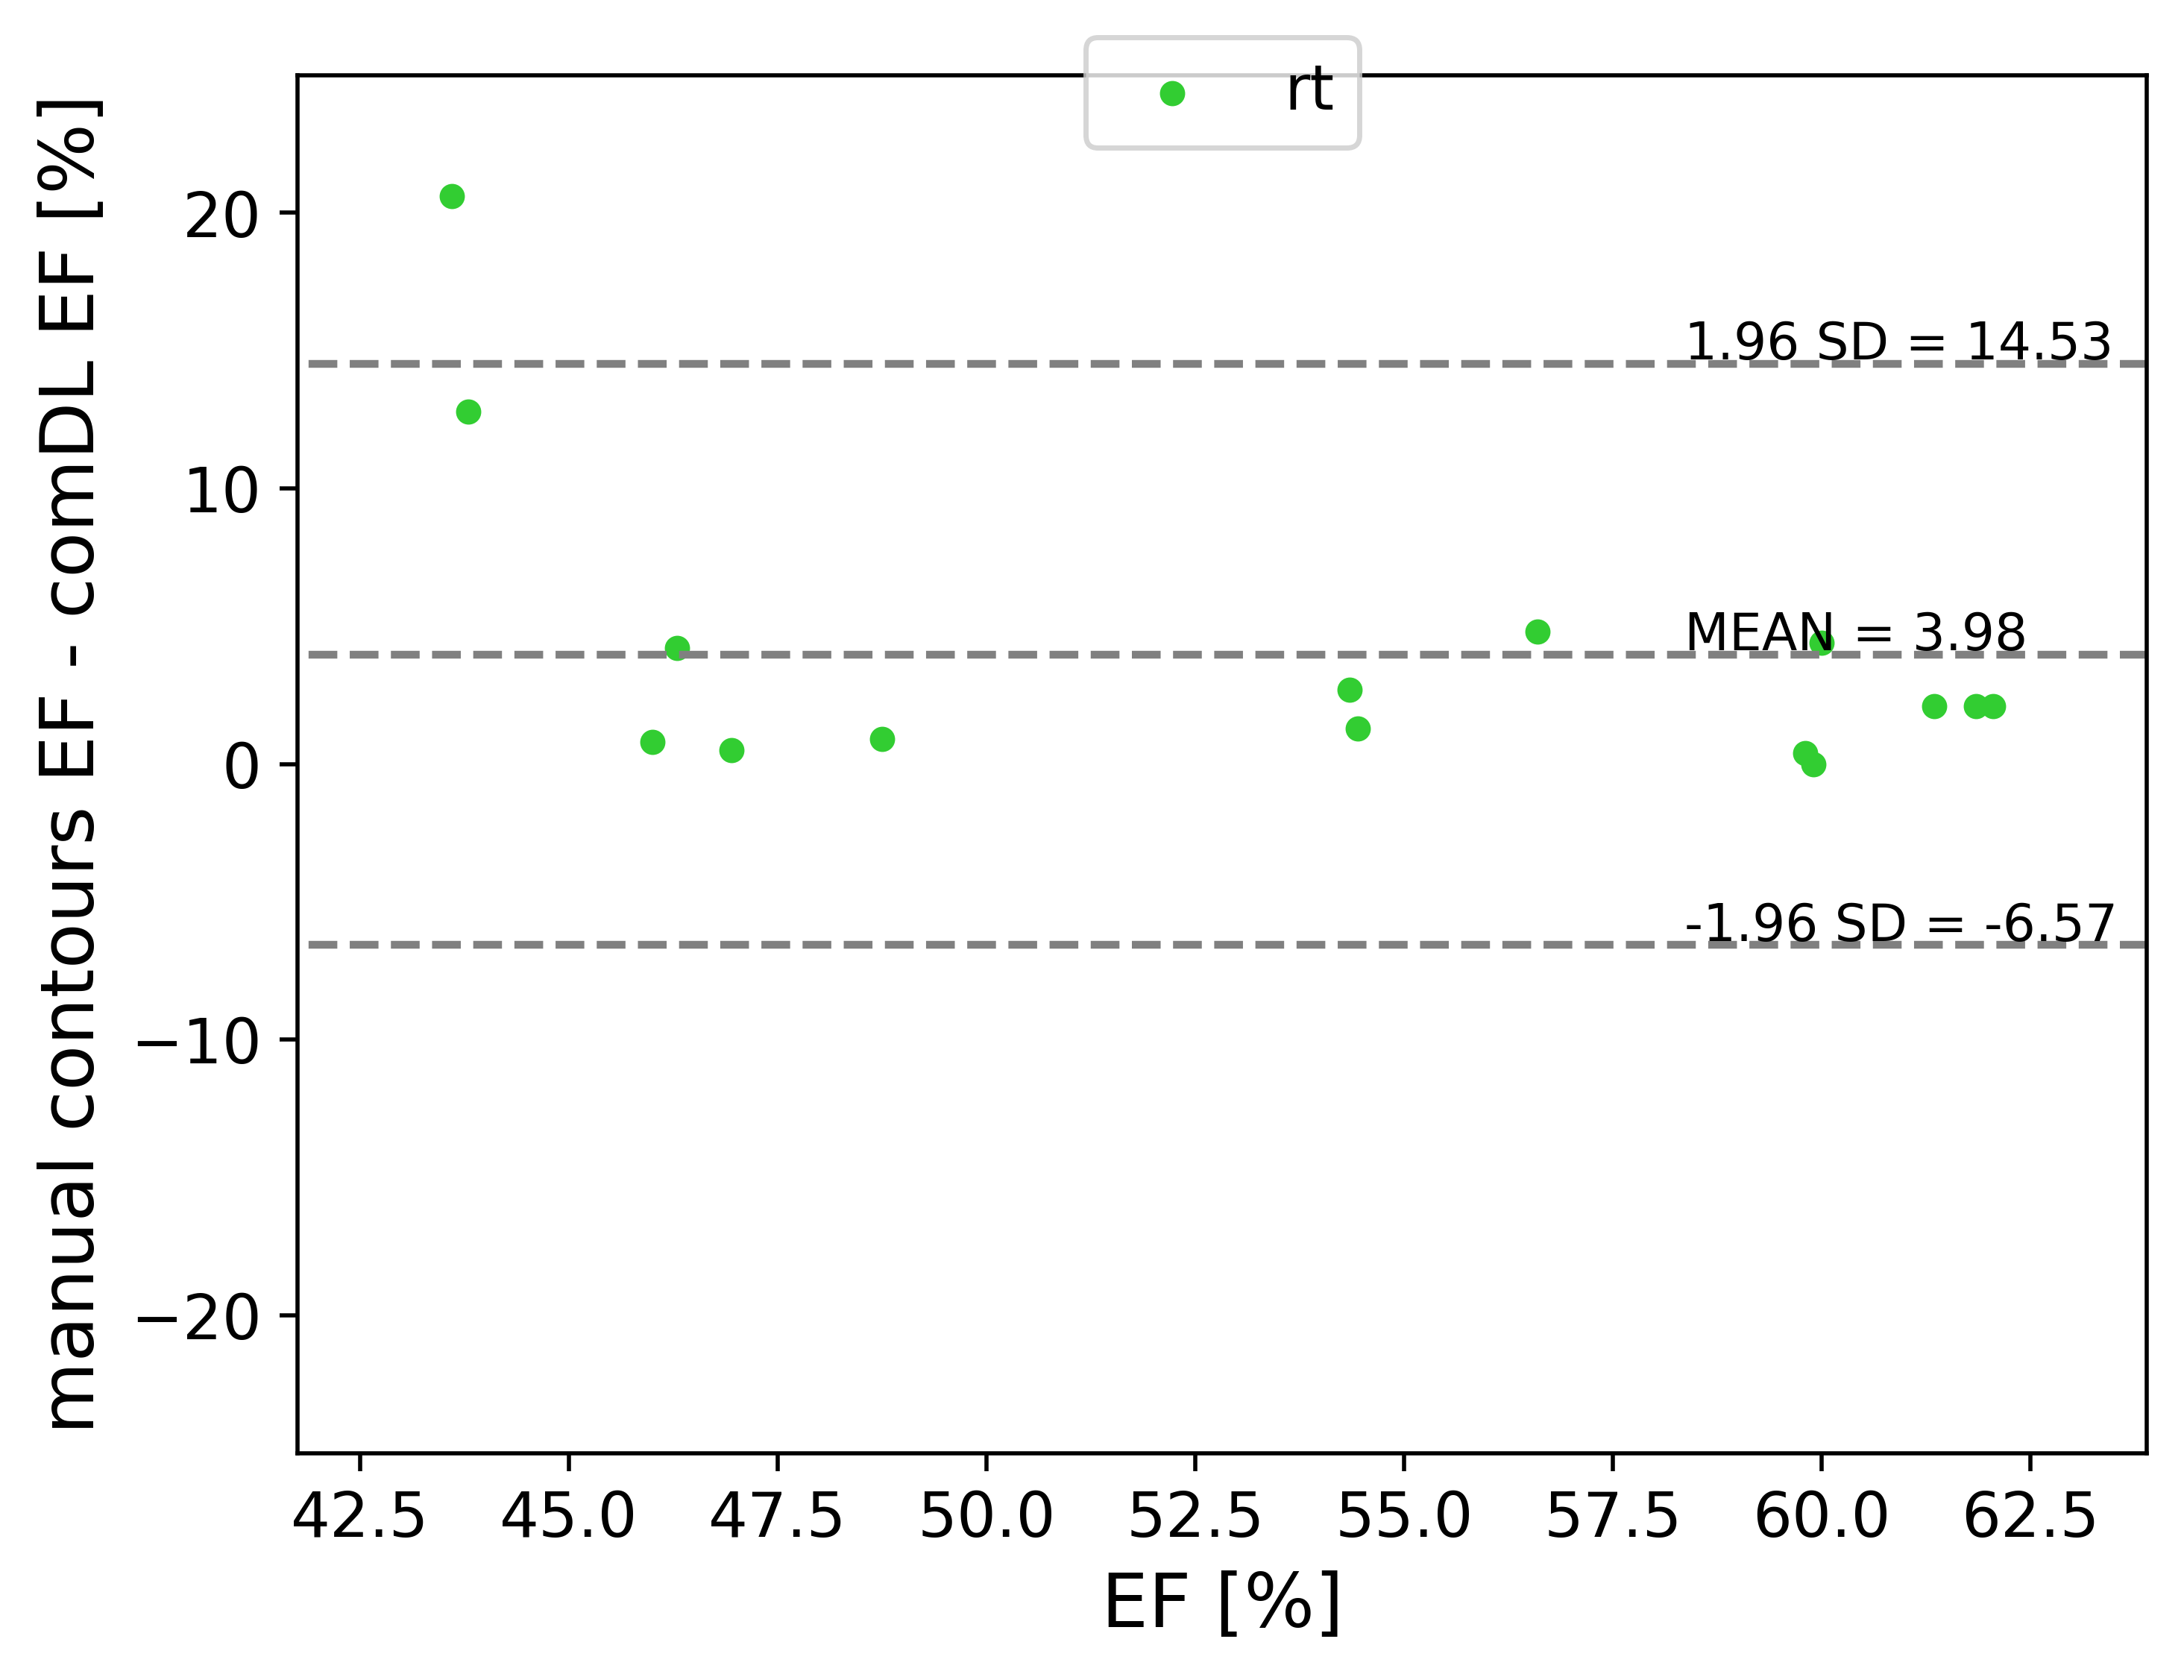 rt
manual contours EF - comDL EF [%]
20
10
0
−10
−20
1.96 SD = 14.53
MEAN = 3.98
-1.96 SD = -6.57
42.5 45.0 47.5 50.0 52.5 55.0 57.5 60.0 62.5
EF [%]